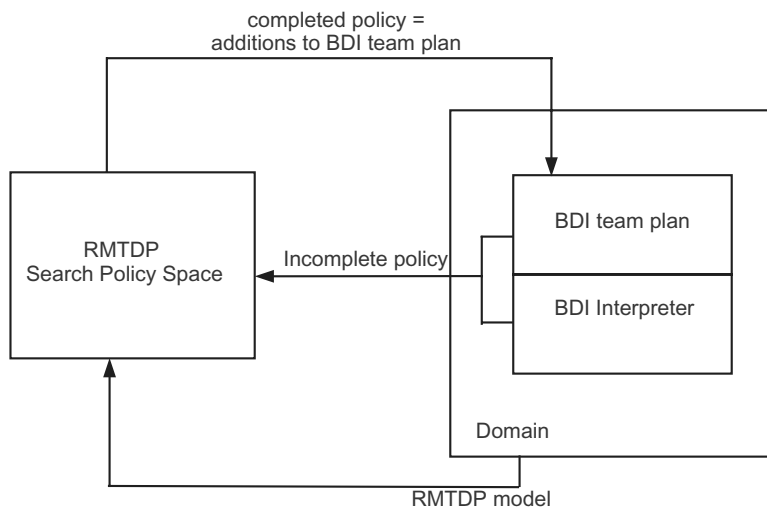 completed policy =
additions to BDI team plan
RMTDP
Search Policy Space
Incomplete policy
BDI team plan
BDI Interpreter
Domain
RMTDP model